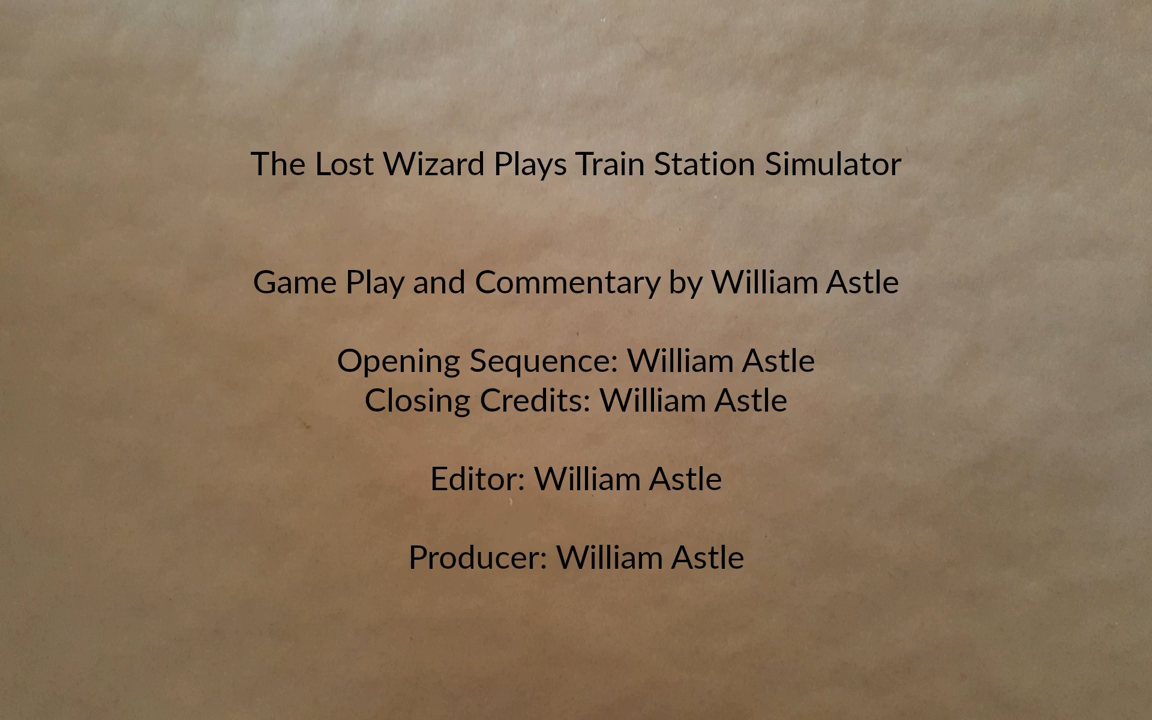 The Lost Wizard Plays Train Station Simulator
Game Play and Commentary by William Astle
Opening Sequence: William Astle
Closing Credits: William Astle
Editor: William Astle
Producer: William Astle